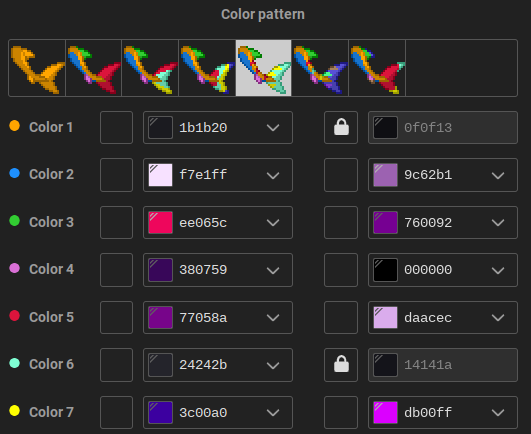 Color pattern
Color 1 1b1b20 0f0f13
Color 2 f7e1ff 9c62b1
Color 3 ee065c 760092
Color 4 380759 000000
Color 5 77058a daacec
Color 6 24242b 14141a
Color 7 3c00a0 db00ff